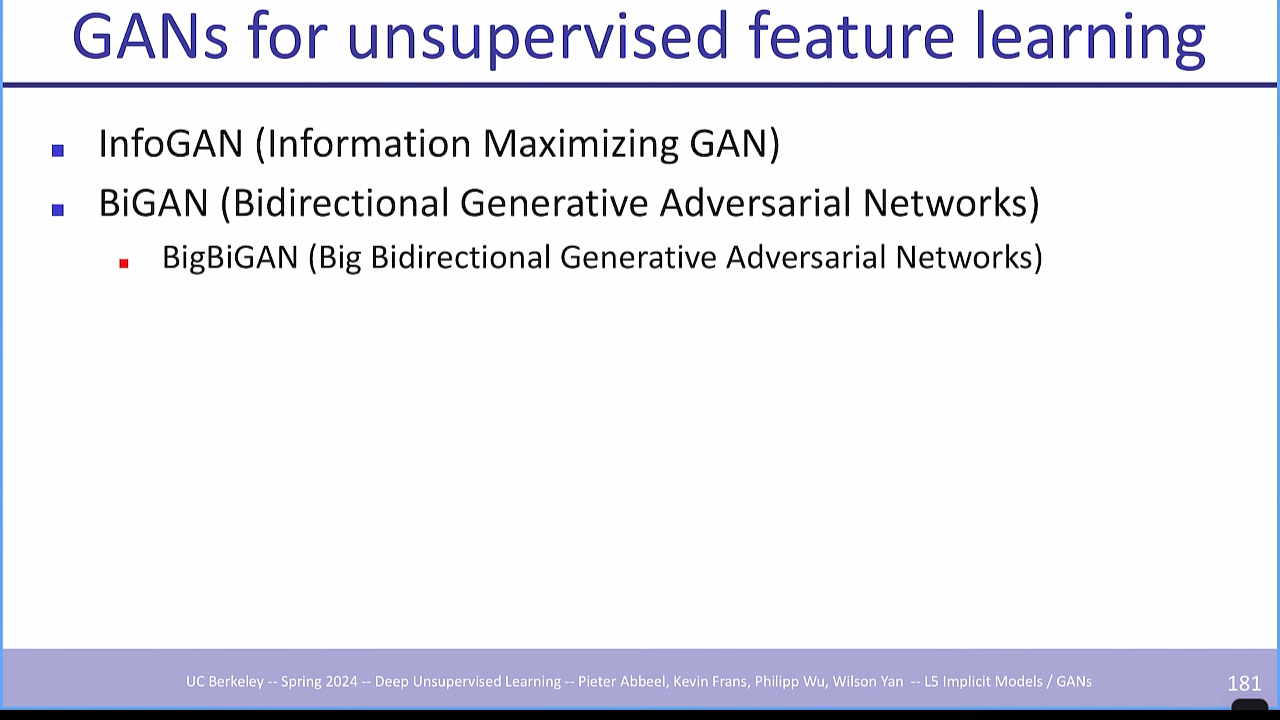 GANs for unsupervised feature learning
InfoGAN (Information Maximizing GAN)
BiGAN (Bidirectional Generative Adversarial Networks)
BigBiGAN (Big Bidirectional Generative Adversarial Networks)
UC Berkeley -- Spring 2024 -- Deep Unsupervised Learning -- Pieter Abbeel, Kevin Frans, Philipp Wu, Wilson Yan -- L5 Implicit Models / GANs
181